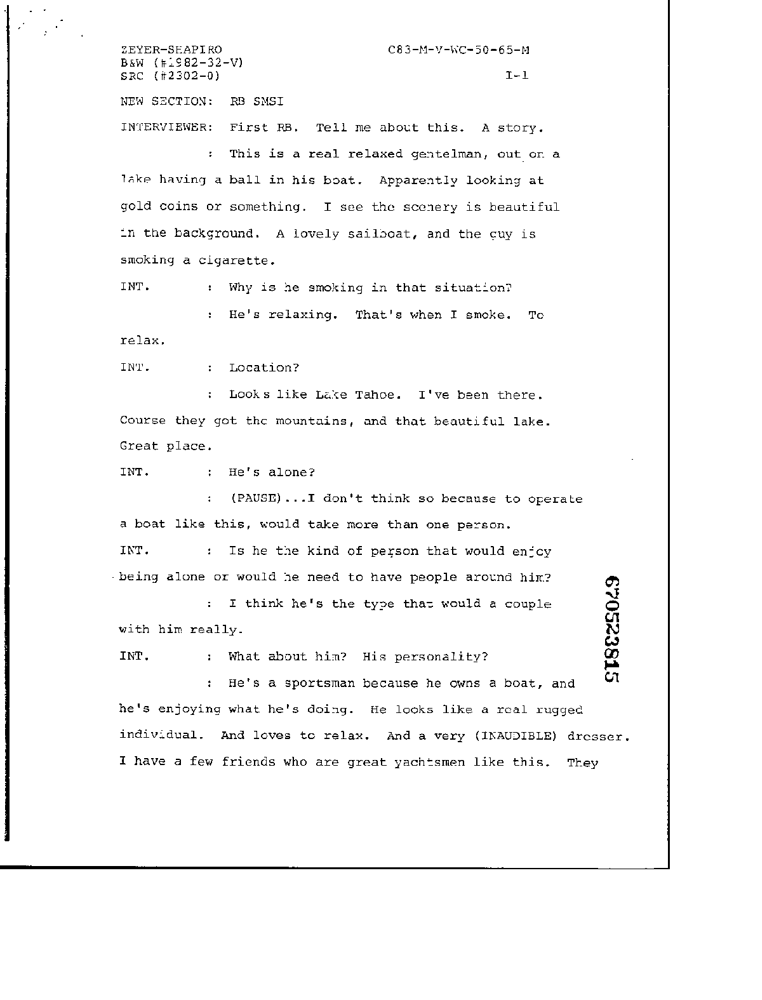 ZEYER-SHAPIRO C83-M-V-WC-50-65-M
B&W (#1982-32-V)
SRC (#2302-0) I-1
NEW SECTION: RB SMSI
INTERVIEWER: First RB. Tell me about this. A story.
: This is a real relaxed gentelman, out on a
lake having a ball in his boat. Apparently looking at
gold coins or something. I see the scenery is beautiful
in the background. A lovely sailboat, and the guy is
smoking a cigarette.
INT. : Why is he smoking in that situation?
: He's relaxing. That's when I smoke. To
relax.
INT. : Location?
: Looks like Lake Tahoe. I've been there.
Course they got the mountains, and that beautiful lake.
Great place.
INT. : He's alone?
: (PAUSE)...I don't think so because to operate
a boat like this, would take more than one person.
INT. : Is he the kind of person that would enjoy
being alone or would he need to have people around him?
: I think he's the type that would a couple
with him really.
INT. : What about him? His personality?
: He's a sportsman because he owns a boat, and
he's enjoying what he's doing. He looks like a real rugged
individual. And loves to relax. And a very (INAUDIBLE) dresser.
I have a few friends who are great yachtsmen like this. They
670523815